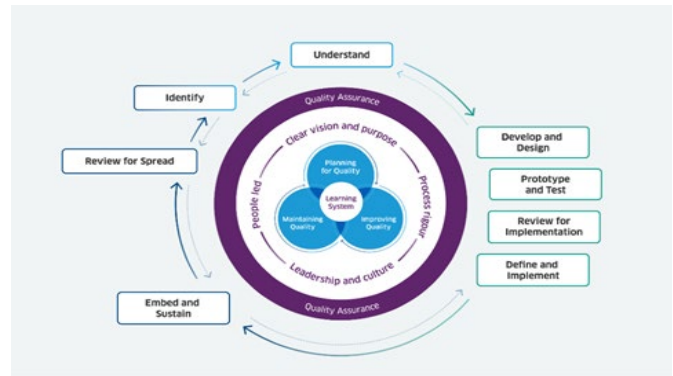 Understand
Identify
Review for Spread
Embed and
Sustain
Develop and
Design
Prototype
and Test
Review for
Implementation
Define and
Implement
Quality Assurance
Clear vision and purpose
People led
Process rigour
Leadership and culture
Quality Assurance
Planning
for Quality
Learning
System
Maintaining
Quality
Improving
Quality